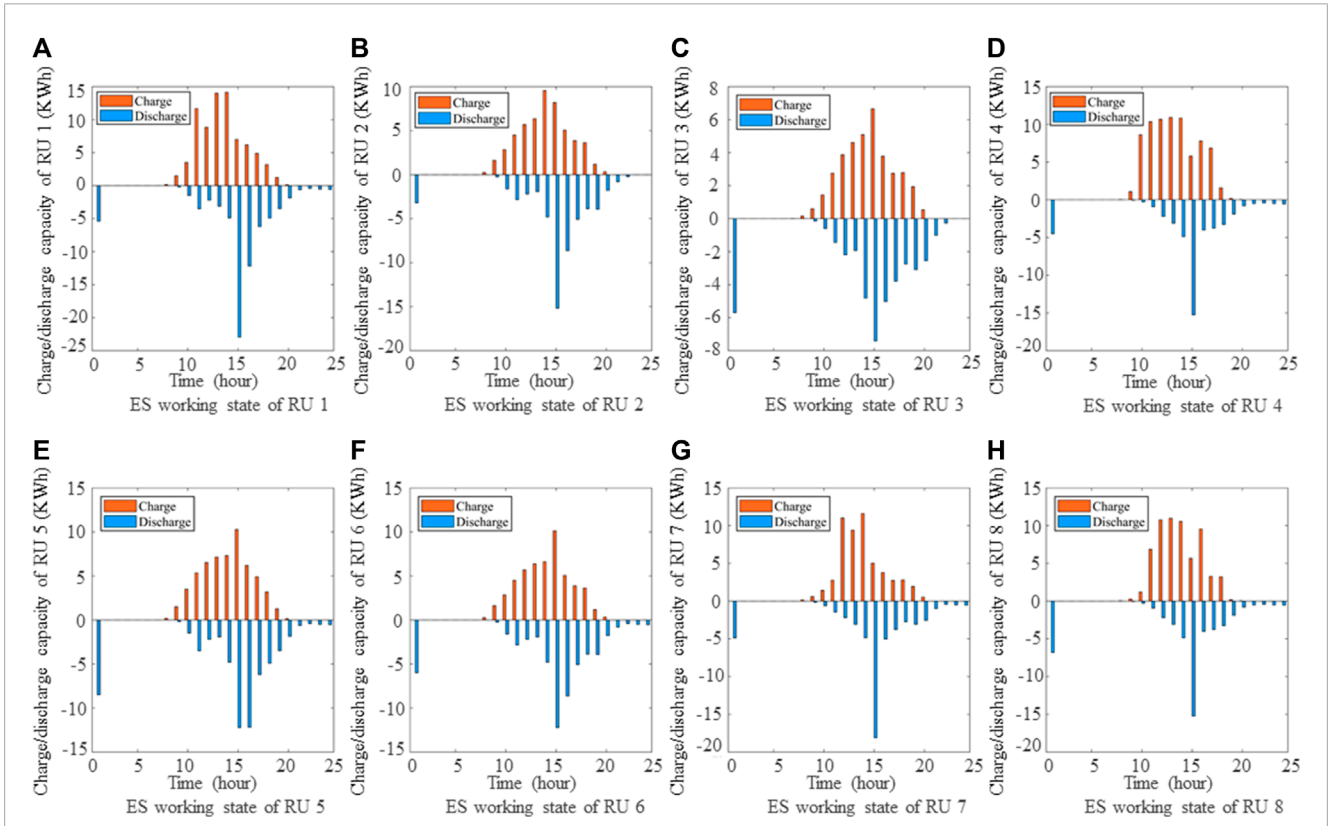 A
Charge/discharge capacity of RU 1 (KWh)
15
10
5
0
-5
-10
-15
-20
-25
Charge
Discharge
0 5 10 15 20 25
Time (hour)
ES working state of RU 1
B
Charge/discharge capacity of RU 2 (KWh)
10
5
0
-5
-10
-15
-20
Charge
Discharge
0 5 10 15 20 25
Time (hour)
ES working state of RU 2
C
Charge/discharge capacity of RU 3 (KWh)
8
6
4
2
0
-2
-4
-6
-8
Charge
Discharge
0 5 10 15 20 25
Time (hour)
ES working state of RU 3
D
Charge/discharge capacity of RU 4 (KWh)
15
10
5
0
-5
-10
-15
-20
Charge
Discharge
0 5 10 15 20 25
Time (hour)
ES working state of RU 4
E
Charge/discharge capacity of RU 5 (KWh)
15
10
5
0
-5
-10
-15
Charge
Discharge
0 5 10 15 20 25
Time (hour)
ES working state of RU 5
F
Charge/discharge capacity of RU 6 (KWh)
15
10
5
0
-5
-10
-15
Charge
Discharge
0 5 10 15 20 25
Time (hour)
ES working state of RU 6
G
Charge/discharge capacity of RU 7 (KWh)
15
10
5
0
-5
-10
-15
-20
Charge
Discharge
0 5 10 15 20 25
Time (hour)
ES working state of RU 7
H
Charge/discharge capacity of RU 8 (KWh)
15
10
5
0
-5
-10
-15
-20
Charge
Discharge
0 5 10 15 20 25
Time (hour)
ES working state of RU 8